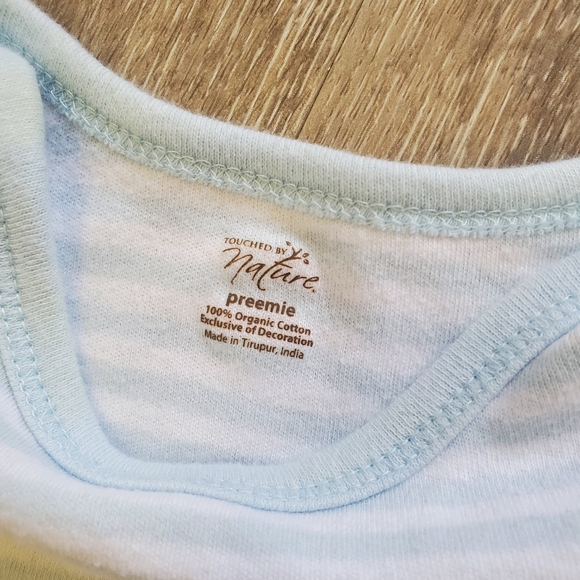 TOUCHED BY
Nature.
preemie
100% Organic Cotton
Exclusive of Decoration
Made in Tirupur, India